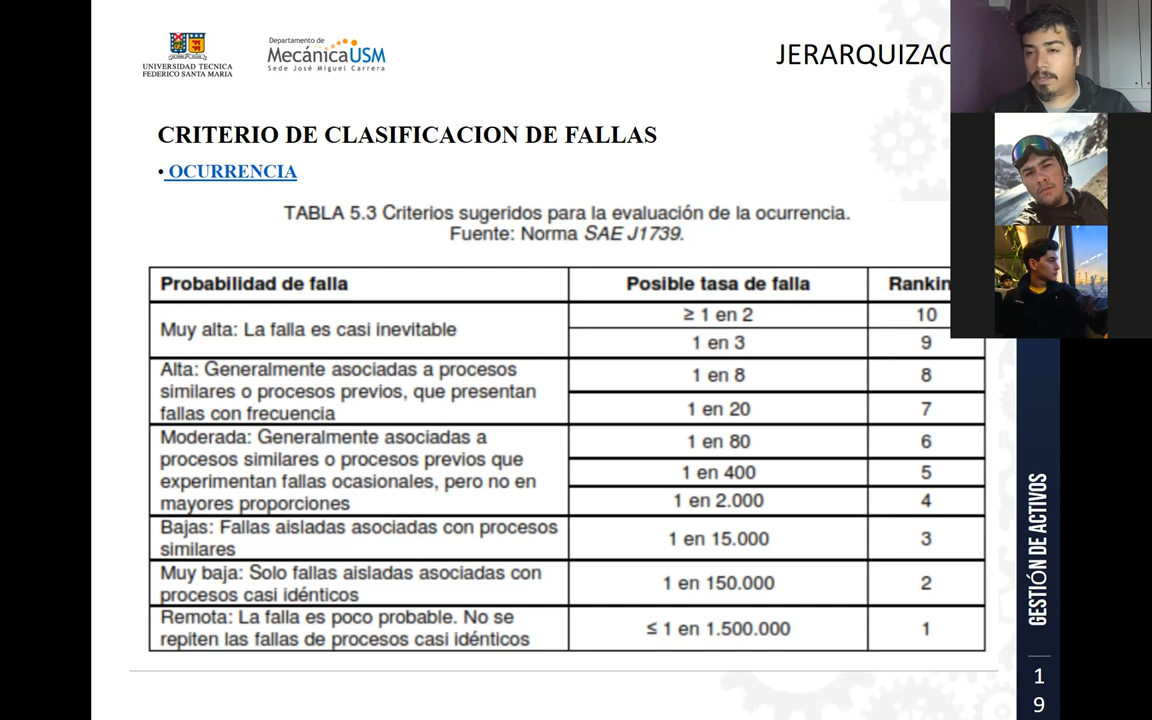 UNIVERSIDAD TECNICA
FEDERICO SANTA MARIA
Departamento de
MecánicaUSM
Sede José Miguel Carrera
JERARQUIZAC
CRITERIO DE CLASIFICACION DE FALLAS
• OCURRENCIA
TABLA 5.3 Criterios sugeridos para la evaluación de la ocurrencia.
Fuente: Norma SAE J1739.
Probabilidad de falla Posible tasa de falla Rankin
Muy alta: La falla es casi inevitable
≥ 1 en 2 10
1 en 3 9
Alta: Generalmente asociadas a procesos
similares o procesos previos, que presentan
fallas con frecuencia
1 en 8 8
1 en 20 7
Moderada: Generalmente asociadas a
procesos similares o procesos previos que
experimentan fallas ocasionales, pero no en
mayores proporciones
1 en 80 6
1 en 400 5
1 en 2.000 4
Bajas: Fallas aisladas asociadas con procesos
similares
1 en 15.000 3
Muy baja: Solo fallas aisladas asociadas con
procesos casi idénticos
1 en 150.000 2
Remota: La falla es poco probable. No se
repiten las fallas de procesos casi idénticos
≤ 1 en 1.500.000 1
GESTIÓN DE ACTIVOS
1
9